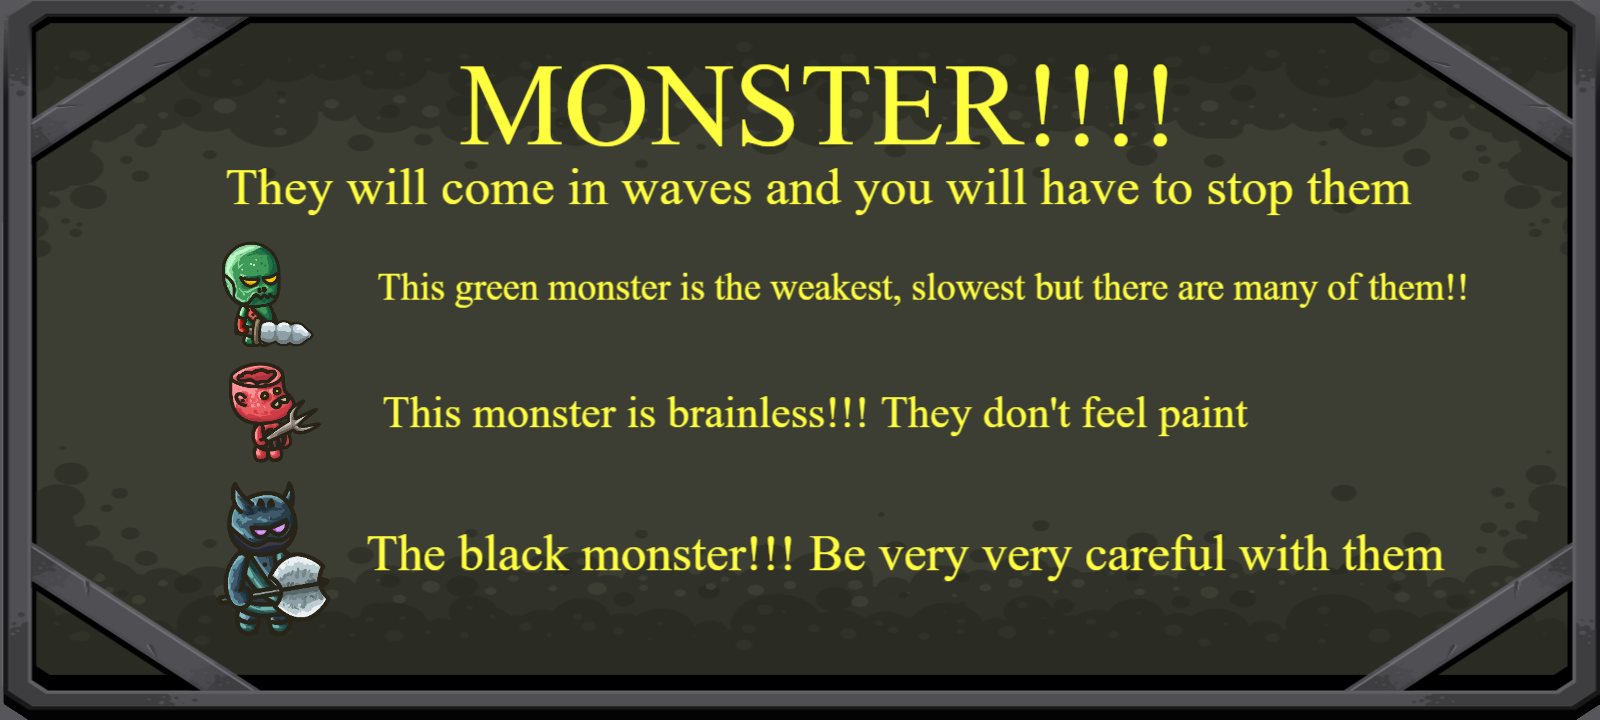 MONSTER!!!!
They will come in waves and you will have to stop them
This green monster is the weakest, slowest but there are many of them!!
This monster is brainless!!! They don't feel paint
The black monster!!! Be very very careful with them